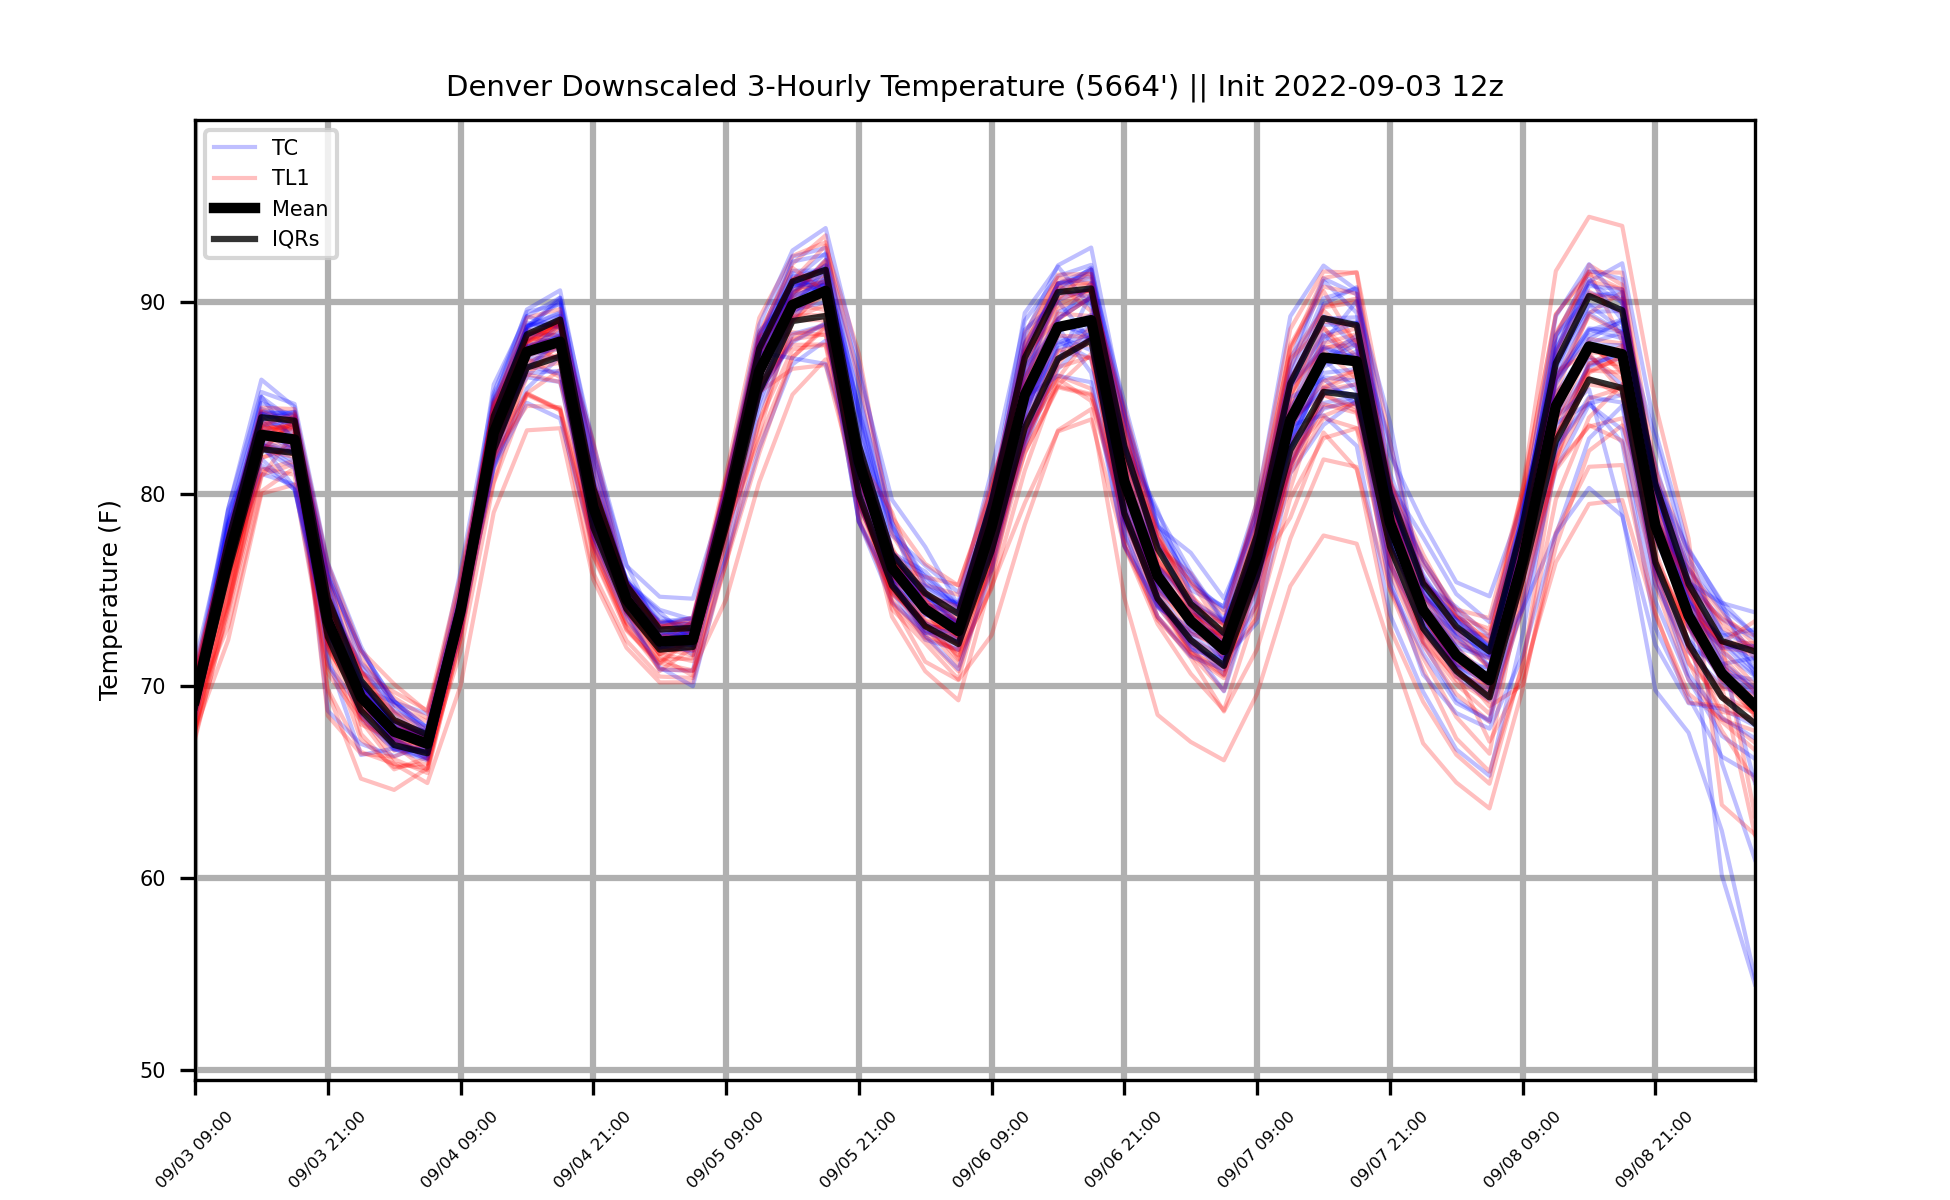 Denver Downscaled 3-Hourly Temperature (5664') || Init 2022-09-03 12z
TC
TL1
Mean
IQRs
Temperature (F)
90
80
70
60
50
09/03 09:00
09/03 21:00
09/04 09:00
09/04 21:00
09/05 09:00
09/05 21:00
09/06 09:00
09/06 21:00
09/07 09:00
09/07 21:00
09/08 09:00
09/08 21:00